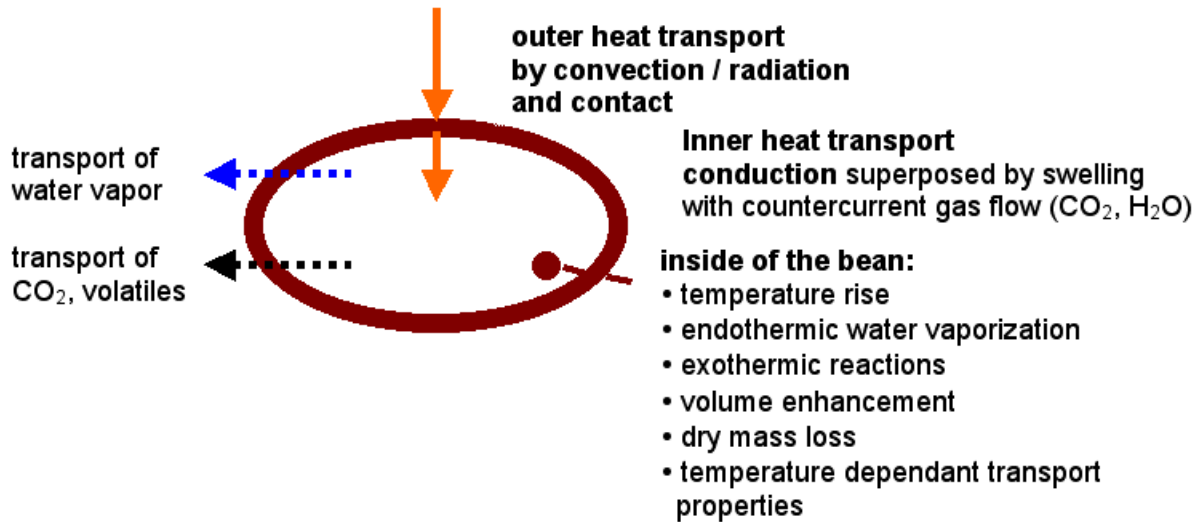 outer heat transport
by convection / radiation
and contact
transport of
water vapor
Inner heat transport
conduction superposed by swelling
with countercurrent gas flow (CO₂, H₂O)
transport of
CO₂, volatiles
inside of the bean:
• temperature rise
• endothermic water vaporization
• exothermic reactions
• volume enhancement
• dry mass loss
• temperature dependant transport
properties